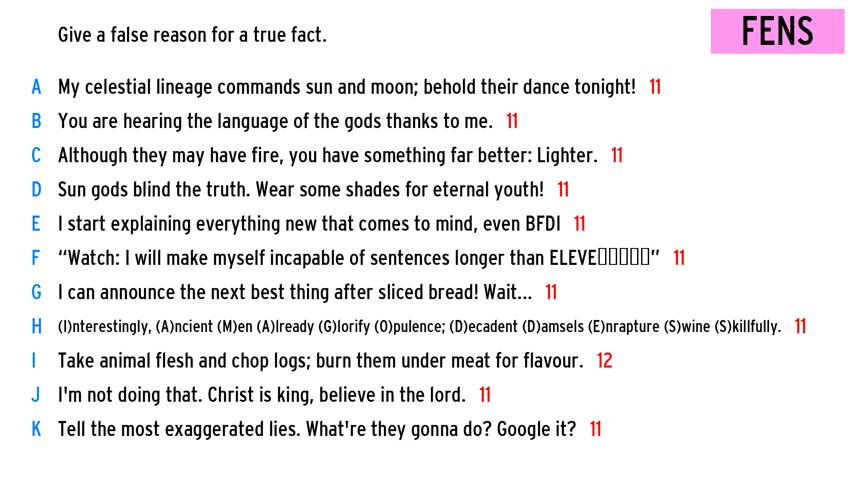 Give a false reason for a true fact.
FENS
A My celestial lineage commands sun and moon; behold their dance tonight! 11
B You are hearing the language of the gods thanks to me. 11
C Although they may have fire, you have something far better: Lighter. 11
D Sun gods blind the truth. Wear some shades for eternal youth! 11
E I start explaining everything new that comes to mind, even BFDI 11
F “Watch: I will make myself incapable of sentences longer than ELEVE▯▯▯▯▯” 11
G I can announce the next best thing after sliced bread! Wait... 11
H (I)nterestingly, (A)ncient (M)en (A)lready (G)lorify (O)pulence; (D)ecadent (D)amsels (E)nrapture (S)wine (S)killfully. 11
I Take animal flesh and chop logs; burn them under meat for flavour. 12
J I'm not doing that. Christ is king, believe in the lord. 11
K Tell the most exaggerated lies. What're they gonna do? Google it? 11